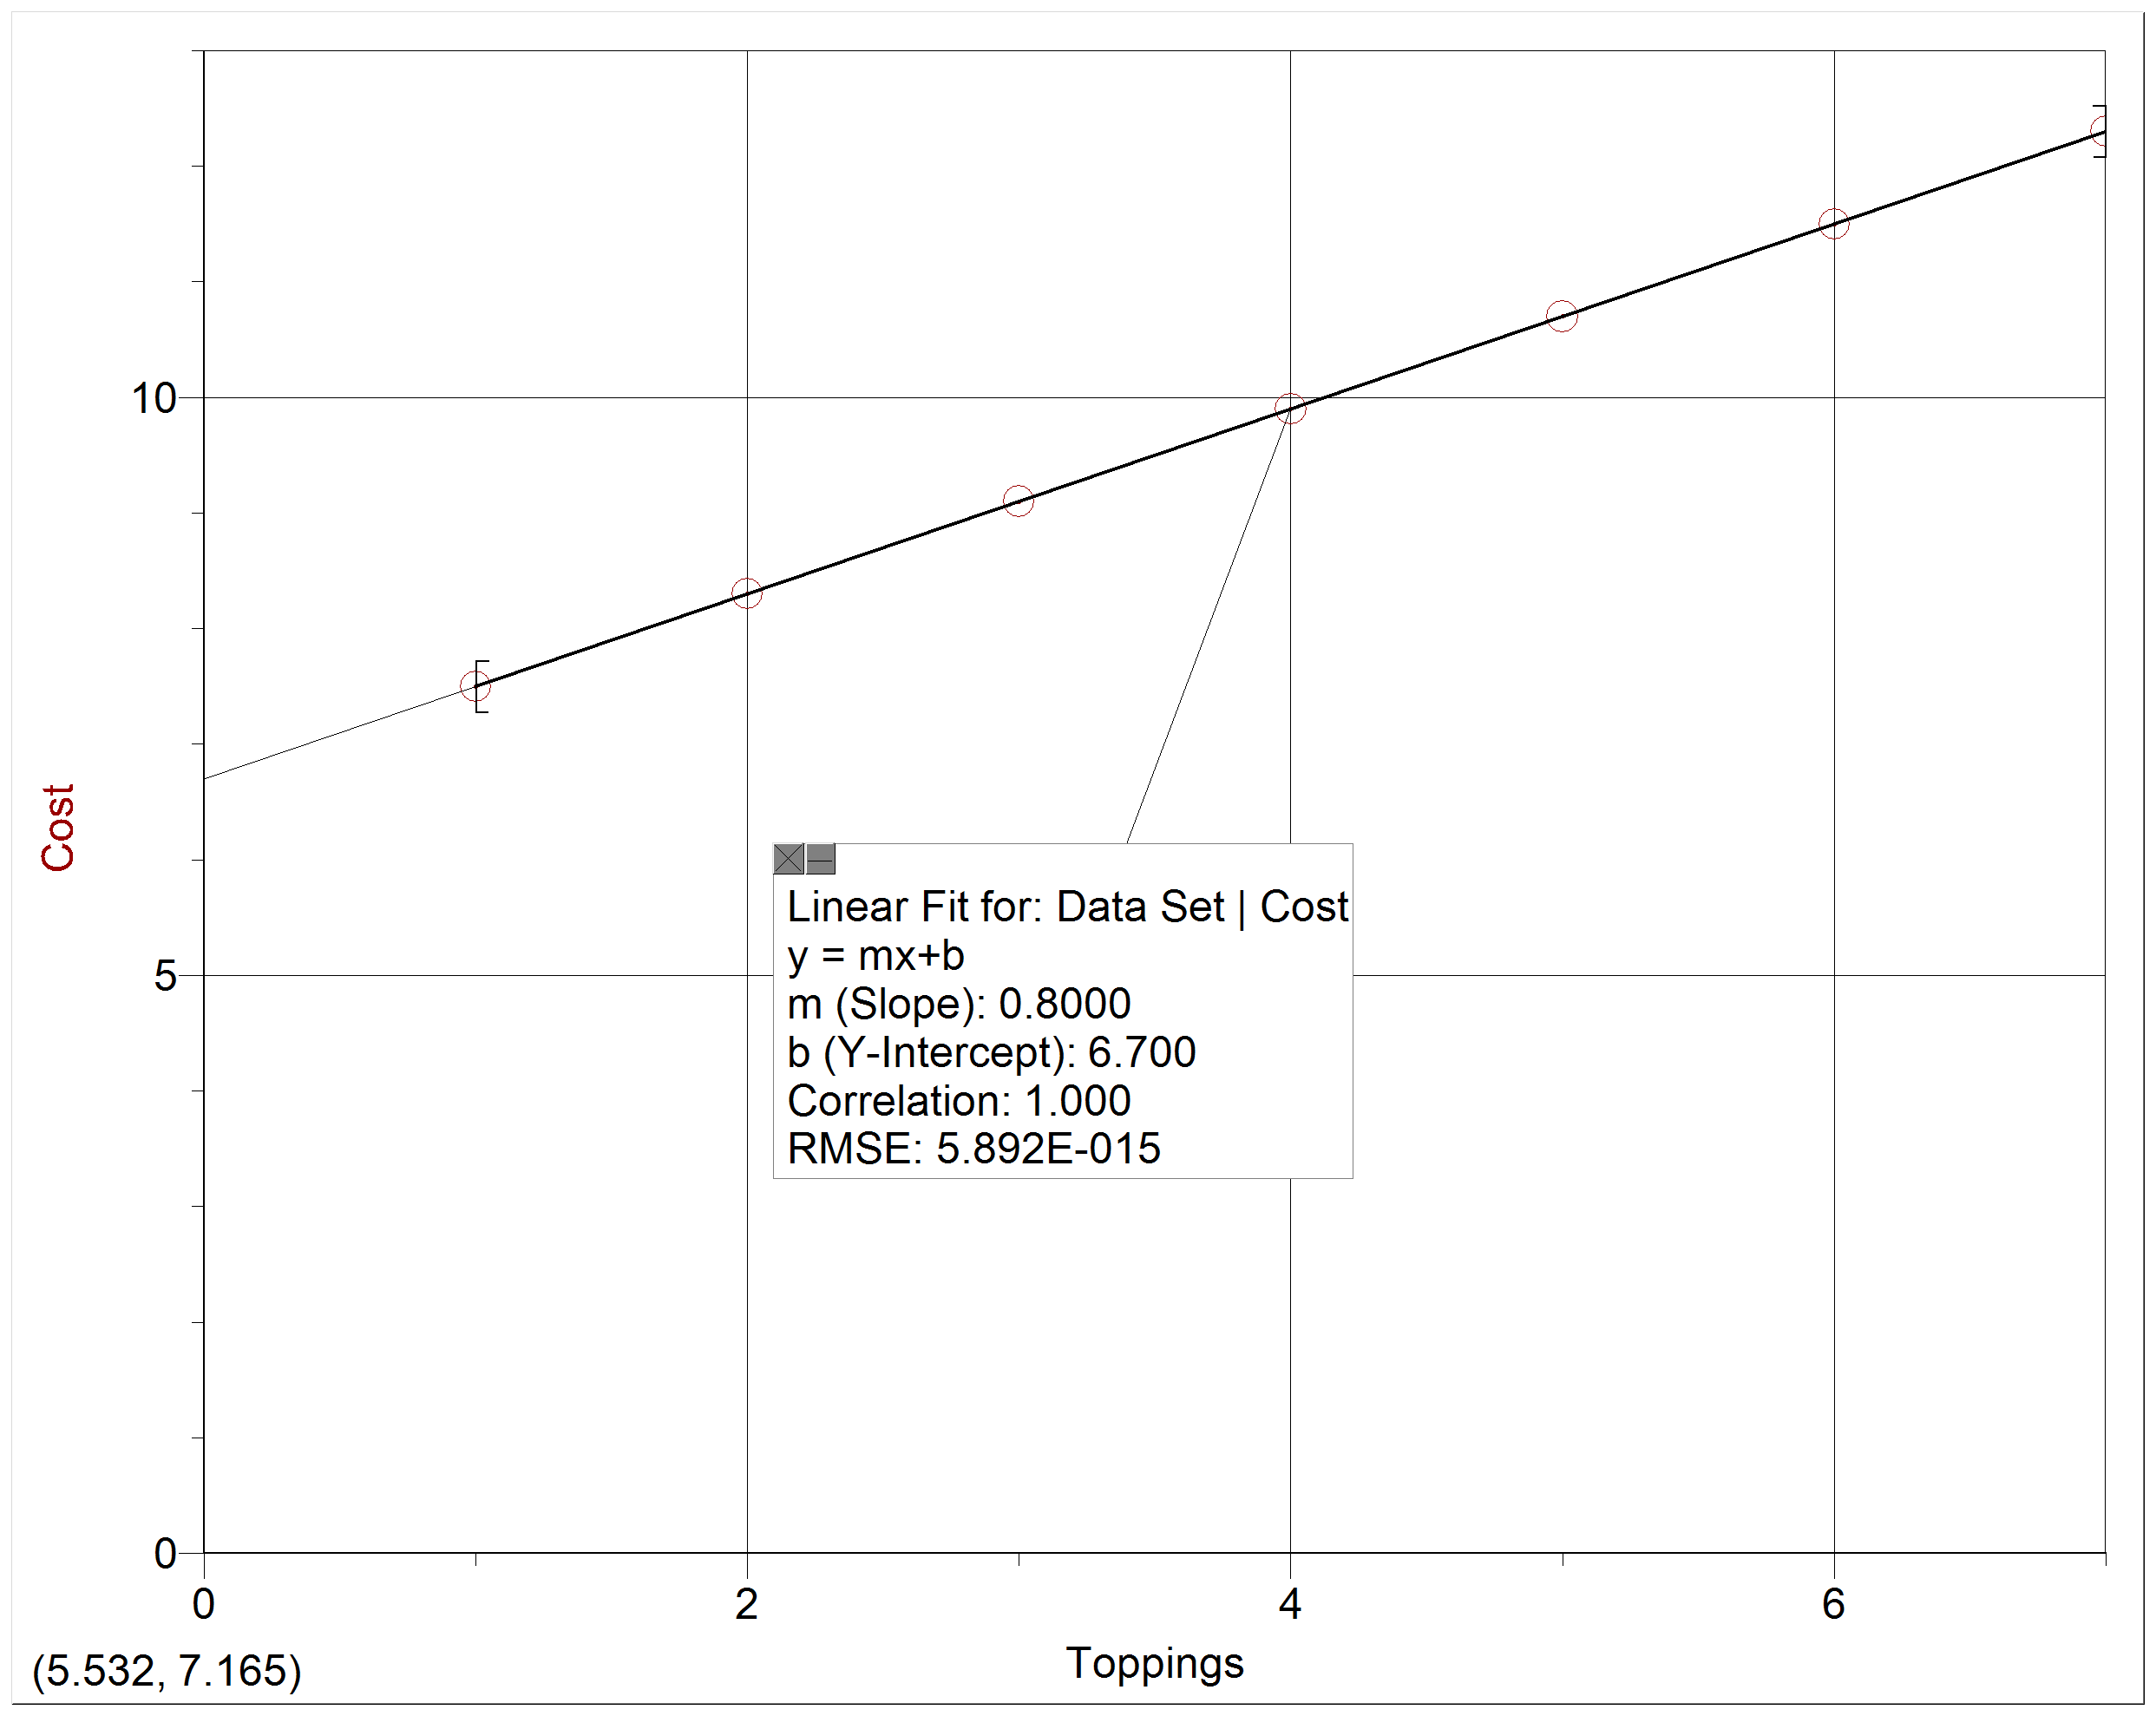 10
5
0
Cost
Linear Fit for: Data Set | Cost
y = mx+b
m (Slope): 0.8000
b (Y-Intercept): 6.700
Correlation: 1.000
RMSE: 5.892E-015
0 2 4 6
Toppings
(5.532, 7.165)